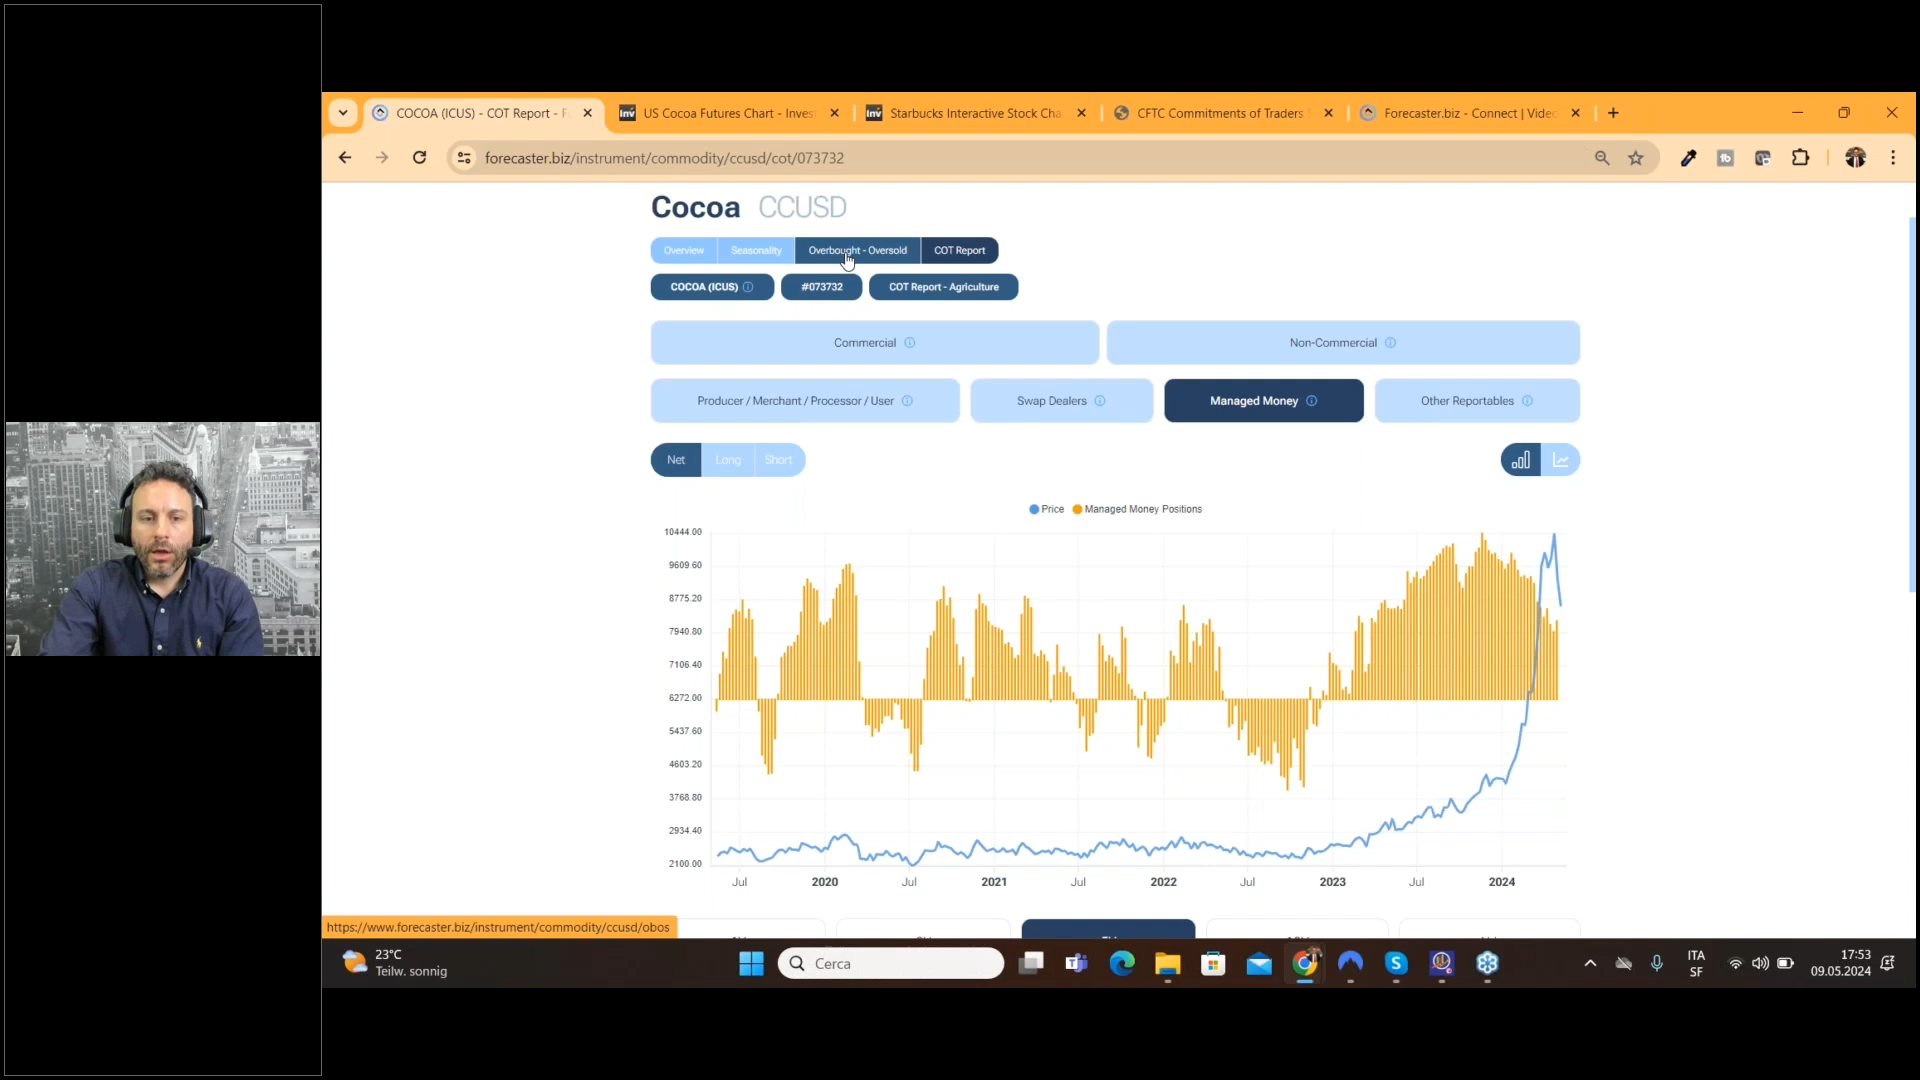 COCOA (ICUS) - COT Report - F
US Cocoa Futures Chart - Inves
Starbucks Interactive Stock Cha
CFTC Commitments of Traders
Forecaster.biz - Connect | Vide
forecaster.biz/instrument/commodity/ccusd/cot/073732
Cocoa CCUSD
Overview Seasonality Overbought - Oversold COT Report
COCOA (ICUS) #073732 COT Report - Agriculture
Commercial Non-Commercial
Producer / Merchant / Processor / User Swap Dealers Managed Money Other Reportables
Net Long Short
Price Managed Money Positions
10444.00
9609.60
8775.20
7940.80
7106.40
6272.00
5437.60
4603.20
3768.80
2934.40
2100.00
Jul 2020 Jul 2021 Jul 2022 Jul 2023 Jul 2024
https://www.forecaster.biz/instrument/commodity/ccusd/obos
23°C
Teilw. sonnig
Cerca
ITA
SF
17:53
09.05.2024